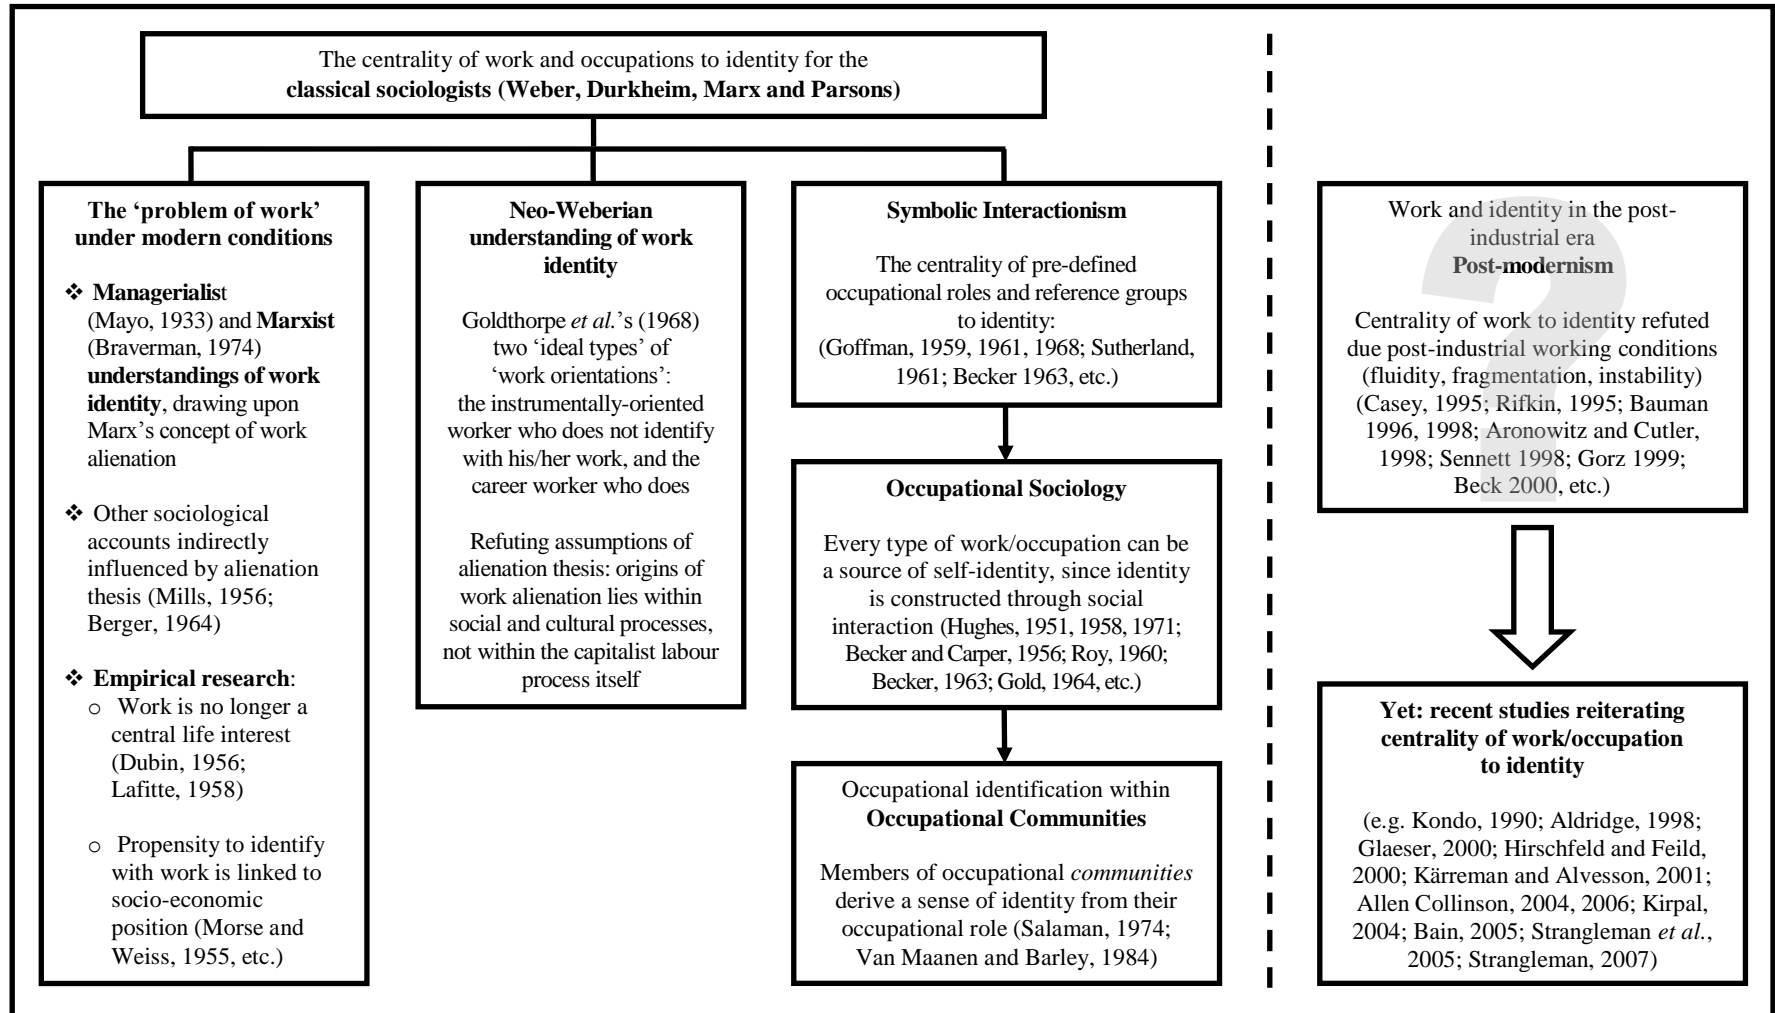 The centrality of work and occupations to identity for the
classical sociologists (Weber, Durkheim, Marx and Parsons)
The ‘problem of work’
under modern conditions
❖ Managerialist
(Mayo, 1933) and Marxist
(Braverman, 1974)
understandings of work
identity, drawing upon
Marx’s concept of work
alienation
❖ Other sociological
accounts indirectly
influenced by alienation
thesis (Mills, 1956;
Berger, 1964)
❖ Empirical research:
o Work is no longer a
central life interest
(Dubin, 1956;
Lafitte, 1958)
o Propensity to identify
with work is linked to
socio-economic
position (Morse and
Weiss, 1955, etc.)
Neo-Weberian
understanding of work
identity
Goldthorpe et al.’s (1968)
two ‘ideal types’ of
‘work orientations’:
the instrumentally-oriented
worker who does not identify
with his/her work, and the
career worker who does
Refuting assumptions of
alienation thesis: origins of
work alienation lies within
social and cultural processes,
not within the capitalist labour
process itself
Symbolic Interactionism
The centrality of pre-defined
occupational roles and reference groups
to identity:
(Goffman, 1959, 1961, 1968; Sutherland,
1961; Becker 1963, etc.)
Occupational Sociology
Every type of work/occupation can be
a source of self-identity, since identity
is constructed through social
interaction (Hughes, 1951, 1958, 1971;
Becker and Carper, 1956; Roy, 1960;
Becker, 1963; Gold, 1964, etc.)
Occupational identification within
Occupational Communities
Members of occupational communities
derive a sense of identity from their
occupational role (Salaman, 1974;
Van Maanen and Barley, 1984)
?
Work and identity in the post-
industrial era
Post-modernism
Centrality of work to identity refuted
due post-industrial working conditions
(fluidity, fragmentation, instability)
(Casey, 1995; Rifkin, 1995; Bauman
1996, 1998; Aronowitz and Cutler,
1998; Sennett 1998; Gorz 1999;
Beck 2000, etc.)
Yet: recent studies reiterating
centrality of work/occupation
to identity
(e.g. Kondo, 1990; Aldridge, 1998;
Glaeser, 2000; Hirschfeld and Feild,
2000; Kärreman and Alvesson, 2001;
Allen Collinson, 2004, 2006; Kirpal,
2004; Bain, 2005; Strangleman et al.,
2005; Strangleman, 2007)